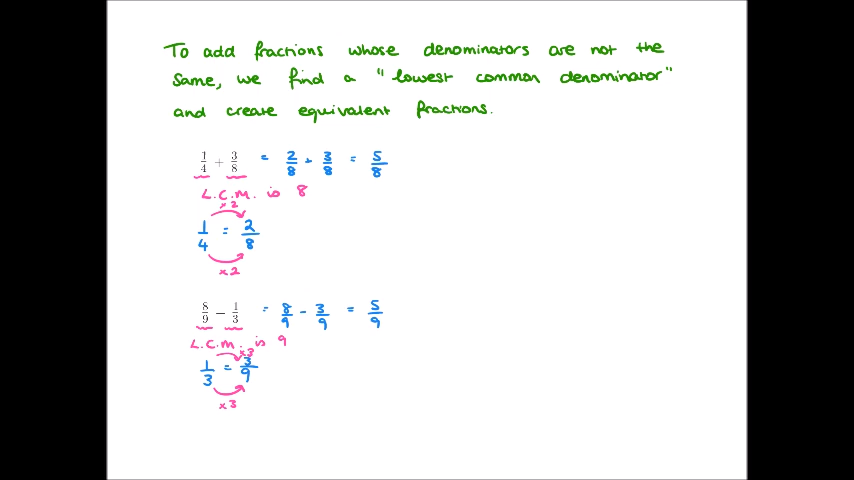 To add fractions whose denominators are not the
same, we find a "lowest common denominator"
and create equivalent fractions.
1/4 + 3/8 = 2/8 + 3/8 = 5/8
L.C.M. is 8
×2
1/4 = 2/8
×2
8/9 − 1/3 = 8/9 - 3/9 = 5/9
L.C.M. is 9
×3
1/3 = 3/9
×3